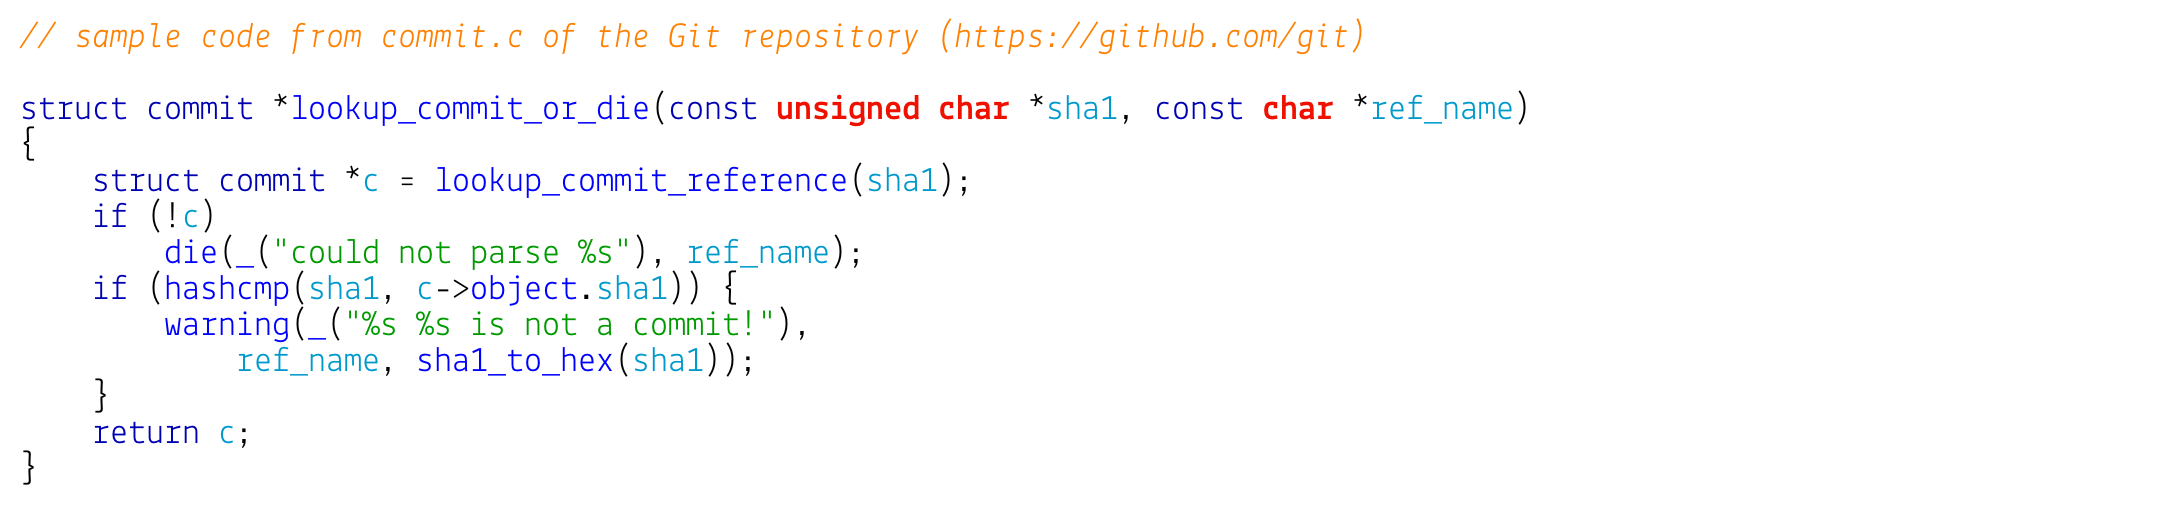 // sample code from commit.c of the Git repository (https://github.com/git)

struct commit *lookup_commit_or_die(const unsigned char *sha1, const char *ref_name)
{
    struct commit *c = lookup_commit_reference(sha1);
    if (!c)
        die(_("could not parse %s"), ref_name);
    if (hashcmp(sha1, c->object.sha1)) {
        warning(_("%s %s is not a commit!"),
            ref_name, sha1_to_hex(sha1));
    }
    return c;
}